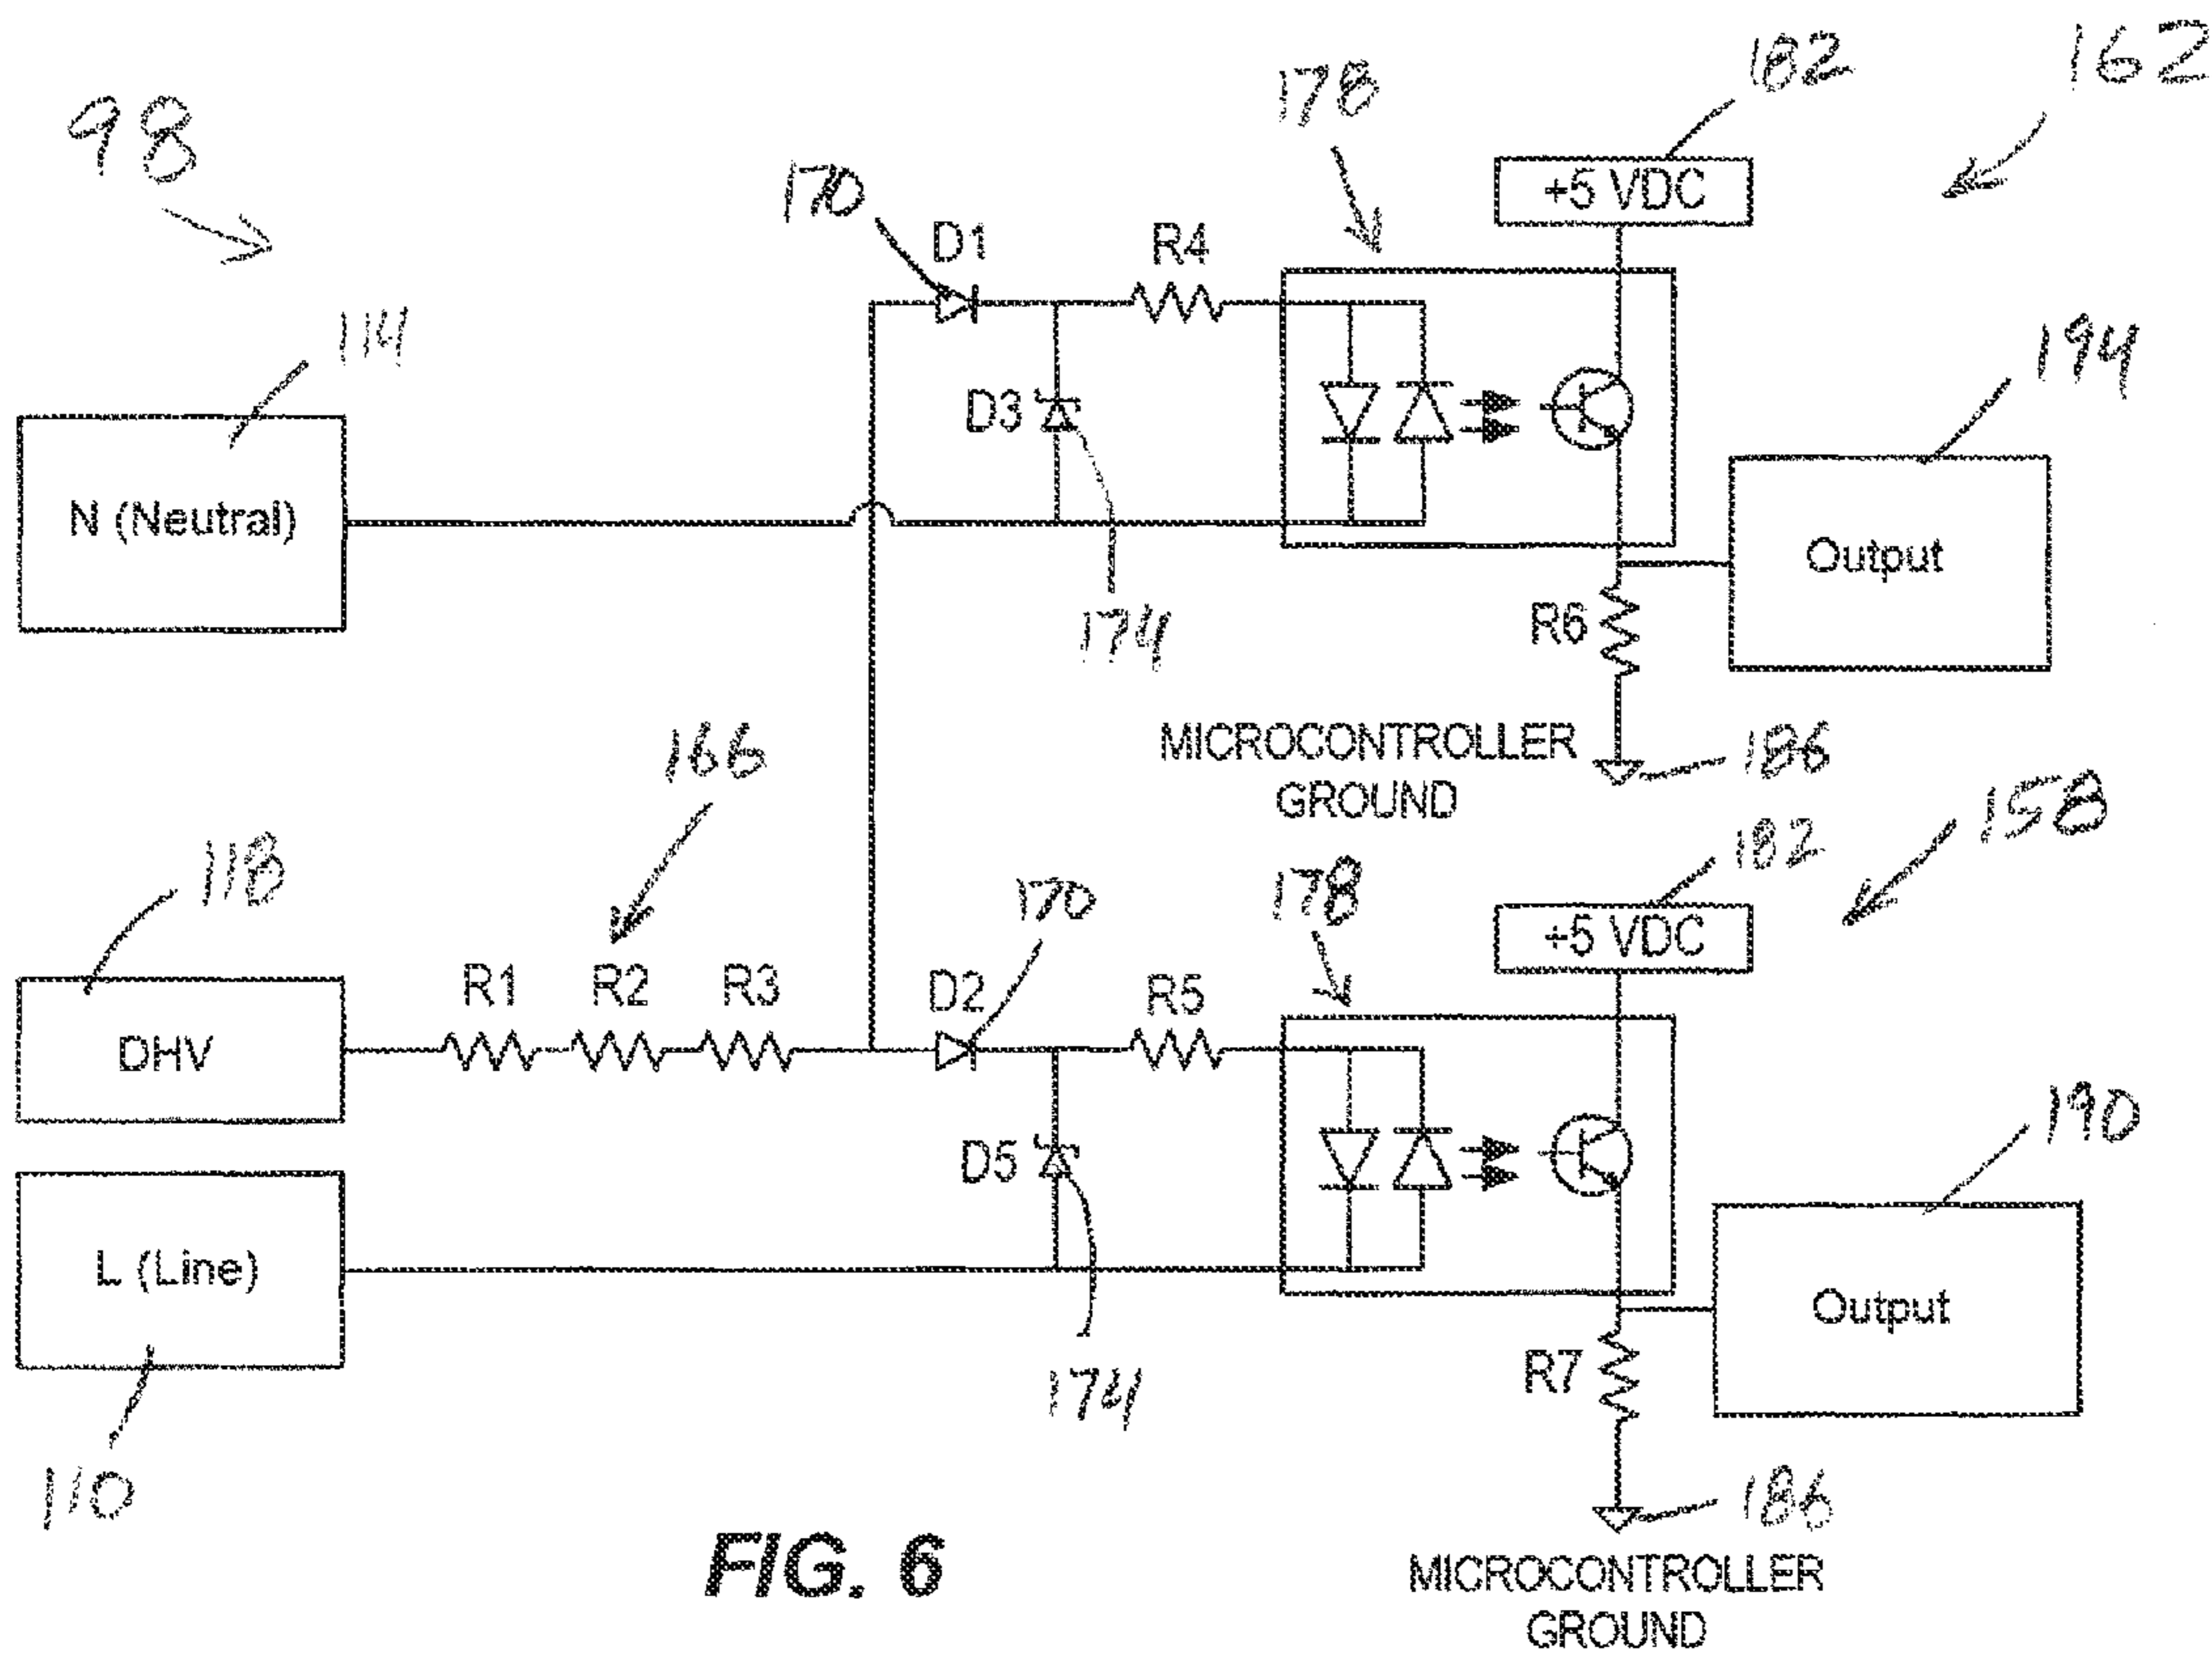 162
182
178
98
+5 VDC
170
D1
R4
114
194
D3
N (Neutral)
Output
174
R6
MICROCONTROLLER
GROUND
186
166
158
182
118
178
170
+5 VDC
R1 R2 R3 D2 R5
DHV
190
D5
L (Line)
Output
R7
174
110
186
FIG. 6
MICROCONTROLLER
GROUND